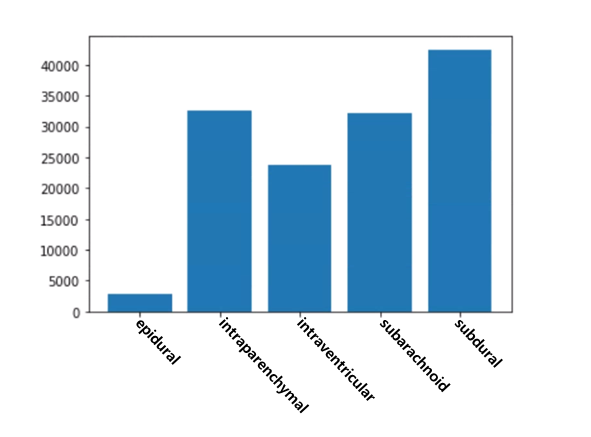 40000
35000
30000
25000
20000
15000
10000
5000
0
epidural
intraparenchymal
intraventricular
subarachnoid
subdural